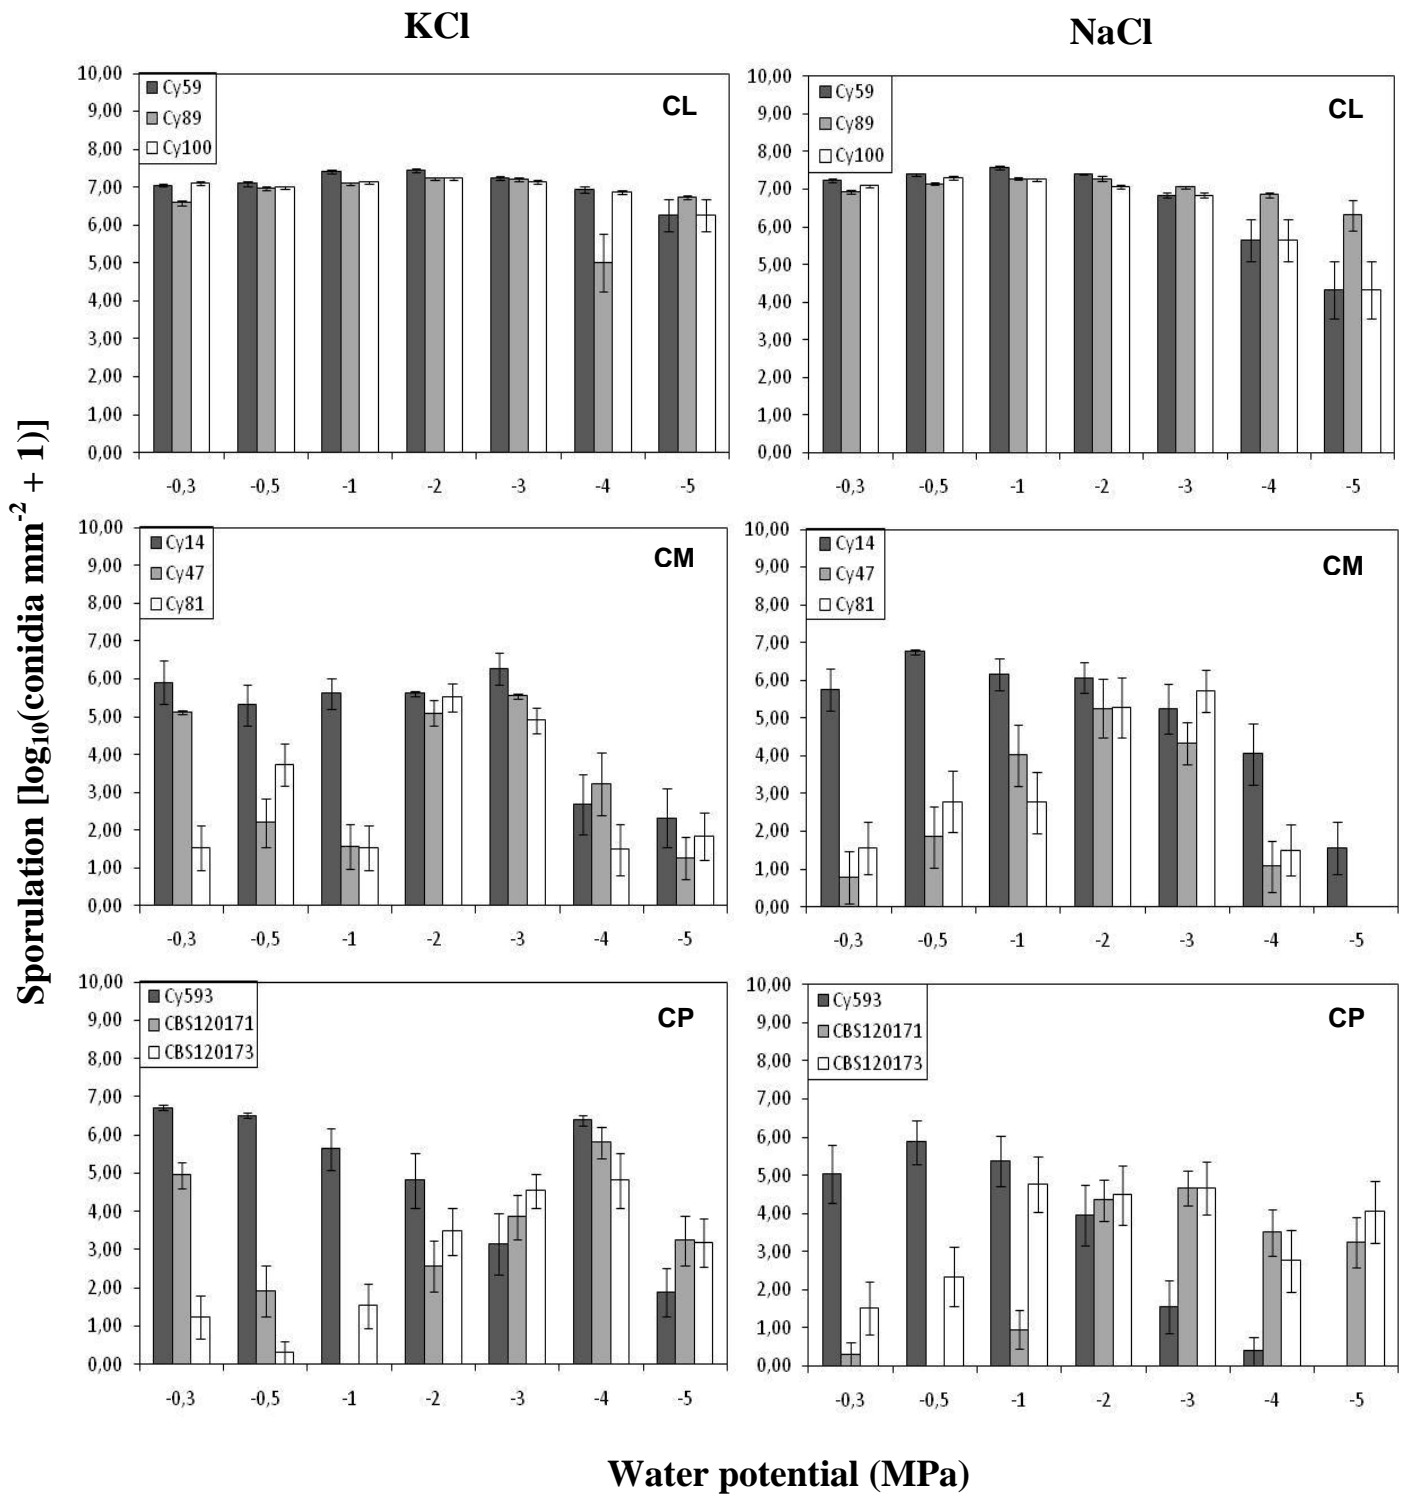 KCl
NaCl
Sporulation [log10(conidia mm-2 + 1)]
10,00
9,00
8,00
7,00
6,00
5,00
4,00
3,00
2,00
1,00
0,00
Cy59
Cy89
Cy100
CL
-0,3 -0,5 -1 -2 -3 -4 -5
10,00
9,00
8,00
7,00
6,00
5,00
4,00
3,00
2,00
1,00
0,00
Cy59
Cy89
Cy100
CL
-0,3 -0,5 -1 -2 -3 -4 -5
10,00
9,00
8,00
7,00
6,00
5,00
4,00
3,00
2,00
1,00
0,00
Cy14
Cy47
Cy81
CM
-0,3 -0,5 -1 -2 -3 -4 -5
10,00
9,00
8,00
7,00
6,00
5,00
4,00
3,00
2,00
1,00
0,00
Cy14
Cy47
Cy81
CM
-0,3 -0,5 -1 -2 -3 -4 -5
10,00
9,00
8,00
7,00
6,00
5,00
4,00
3,00
2,00
1,00
0,00
Cy593
CBS120171
CBS120173
CP
-0,3 -0,5 -1 -2 -3 -4 -5
10,00
9,00
8,00
7,00
6,00
5,00
4,00
3,00
2,00
1,00
0,00
Cy593
CBS120171
CBS120173
CP
-0,3 -0,5 -1 -2 -3 -4 -5
Water potential (MPa)